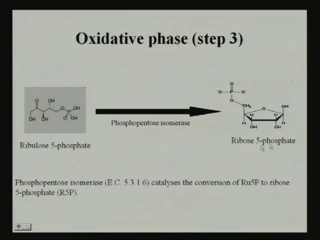 Oxidative phase (step 3)
Phosphopentose isomerase
Ribulose 5-phosphate
Ribose 5-phosphate
Phosphopentose isomerase (E.C. 5.3.1.6) catalyses the conversion of Ru5P to ribose
5-phosphate (R5P)